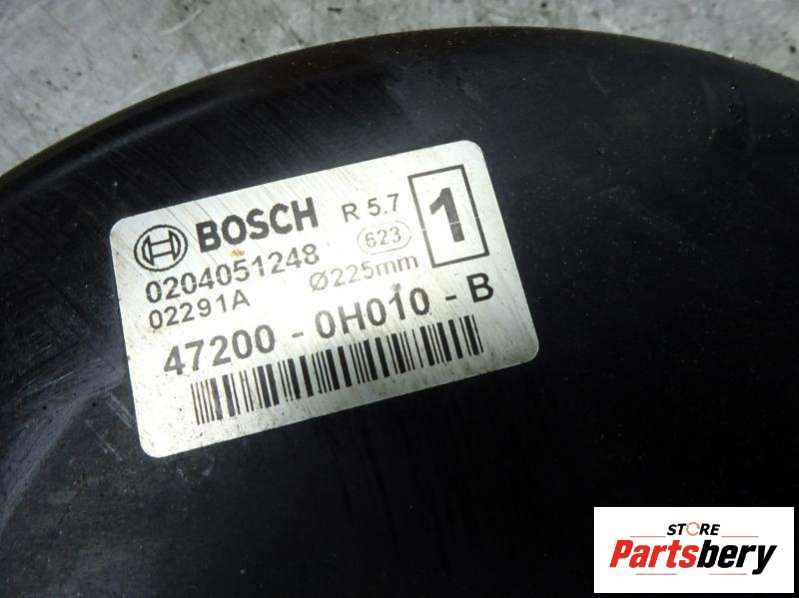 BOSCH R 5.7 1
0204051248 623
02291A Ø225mm
47200 - 0H010 - B
STORE
Partsbery